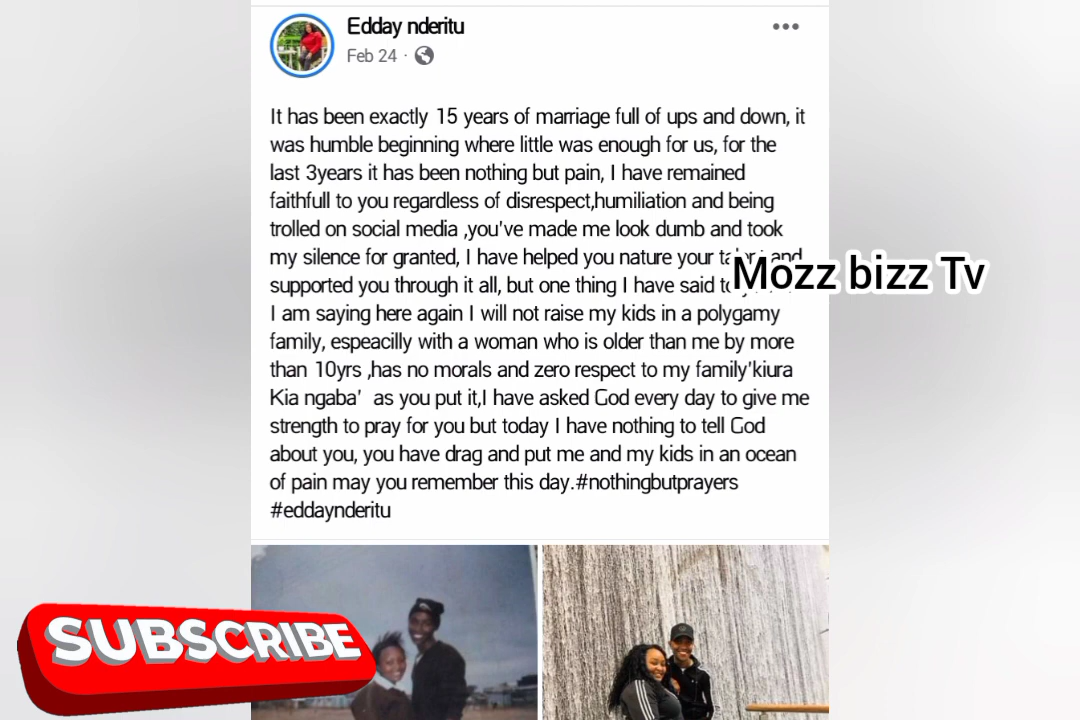 Edday nderitu
Feb 24 ·
It has been exactly 15 years of marriage full of ups and down, it
was humble beginning where little was enough for us, for the
last 3years it has been nothing but pain, I have remained
faithfull to you regardless of disrespect,humiliation and being
trolled on social media ,you've made me look dumb and took
my silence for granted, I have helped you nature your and
supported you through it all, but one thing I have said
I am saying here again I will not raise my kids in a polygamy
family, espeacilly with a woman who is older than me by more
than 10yrs ,has no morals and zero respect to my family'kiura
Kia ngaba' as you put it,I have asked God every day to give me
strength to pray for you but today I have nothing to tell God
about you, you have drag and put me and my kids in an ocean
of pain may you remember this day.#nothingbutprayers
#eddaynderitu
Mozz bizz Tv
SUBSCRIBE